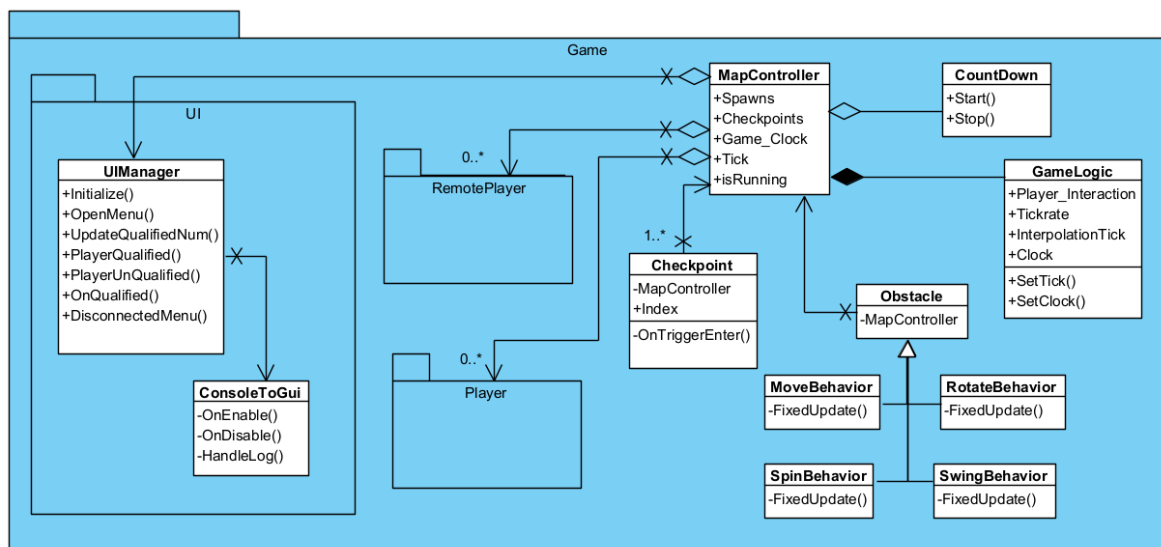 Game
UI
UIManager
+Initialize()
+OpenMenu()
+UpdateQualifiedNum()
+PlayerQualified()
+PlayerUnQualified()
+OnQualified()
+DisconnectedMenu()
ConsoleToGui
-OnEnable()
-OnDisable()
-HandleLog()
0..*
RemotePlayer
0..*
Player
MapController
+Spawns
+Checkpoints
+Game_Clock
+Tick
+isRunning
1..*
Checkpoint
-MapController
+Index
-OnTriggerEnter()
CountDown
+Start()
+Stop()
GameLogic
+Player_Interaction
+Tickrate
+InterpolationTick
+Clock
+SetTick()
+SetClock()
Obstacle
-MapController
MoveBehavior
-FixedUpdate()
RotateBehavior
-FixedUpdate()
SpinBehavior
-FixedUpdate()
SwingBehavior
-FixedUpdate()